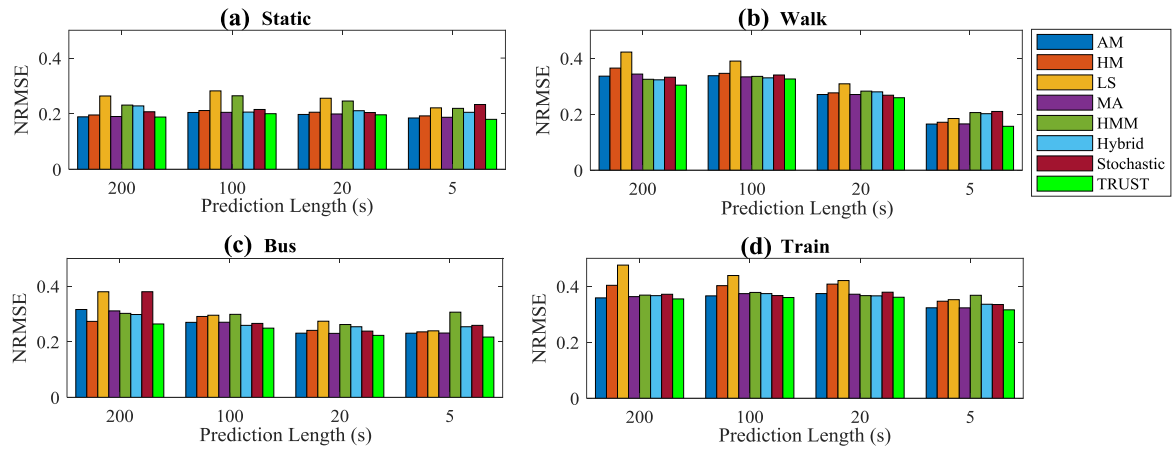 (a) Static
NRMSE
0.4
0.2
0
200 100 20 5
Prediction Length (s)
(b) Walk
NRMSE
0.4
0.2
0
200 100 20 5
Prediction Length (s)
AM
HM
LS
MA
HMM
Hybrid
Stochastic
TRUST
(c) Bus
NRMSE
0.4
0.2
0
200 100 20 5
Prediction Length (s)
(d) Train
NRMSE
0.4
0.2
0
200 100 20 5
Prediction Length (s)